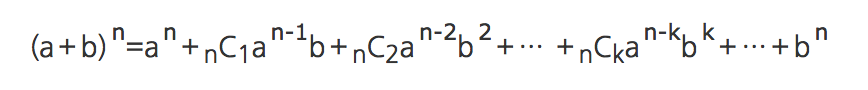 (a+b)ⁿ=aⁿ+ₙC₁aⁿ⁻¹b+ₙC₂aⁿ⁻²b²+⋯ +ₙCₖaⁿ⁻ᵏbᵏ+⋯+bⁿ